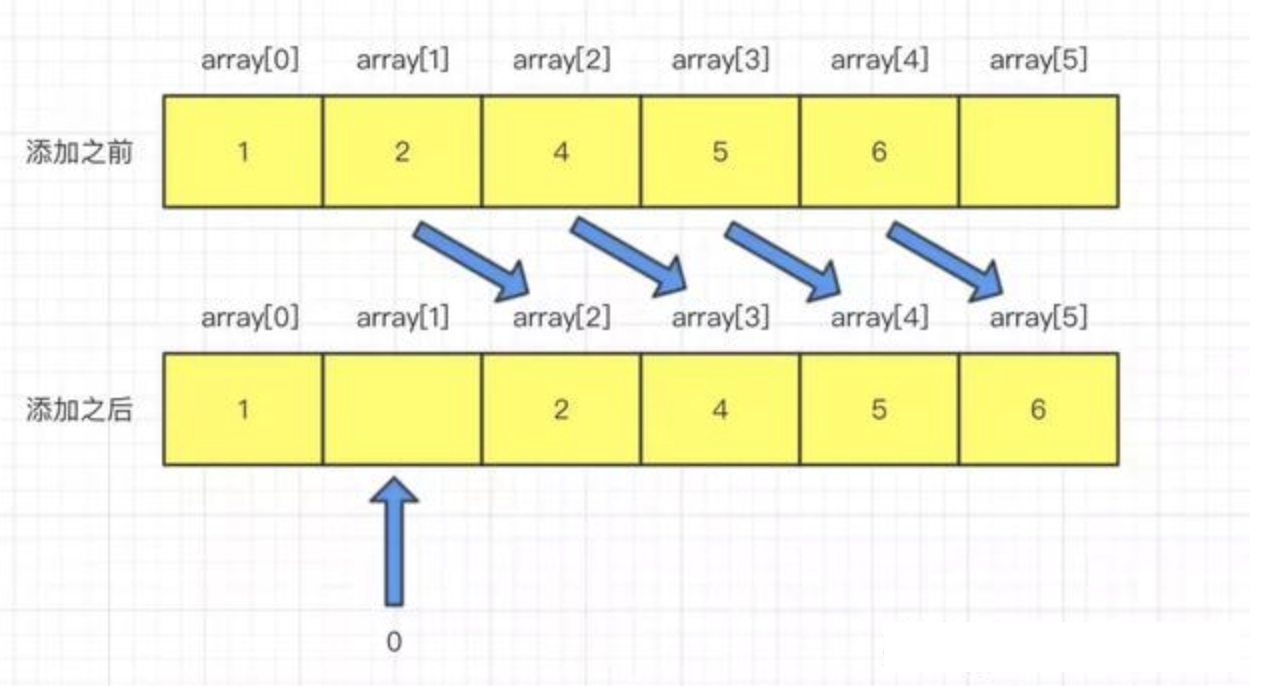 array[0] array[1] array[2] array[3] array[4] array[5]
添加之前 1 2 4 5 6
array[0] array[1] array[2] array[3] array[4] array[5]
添加之后 1 2 4 5 6
0